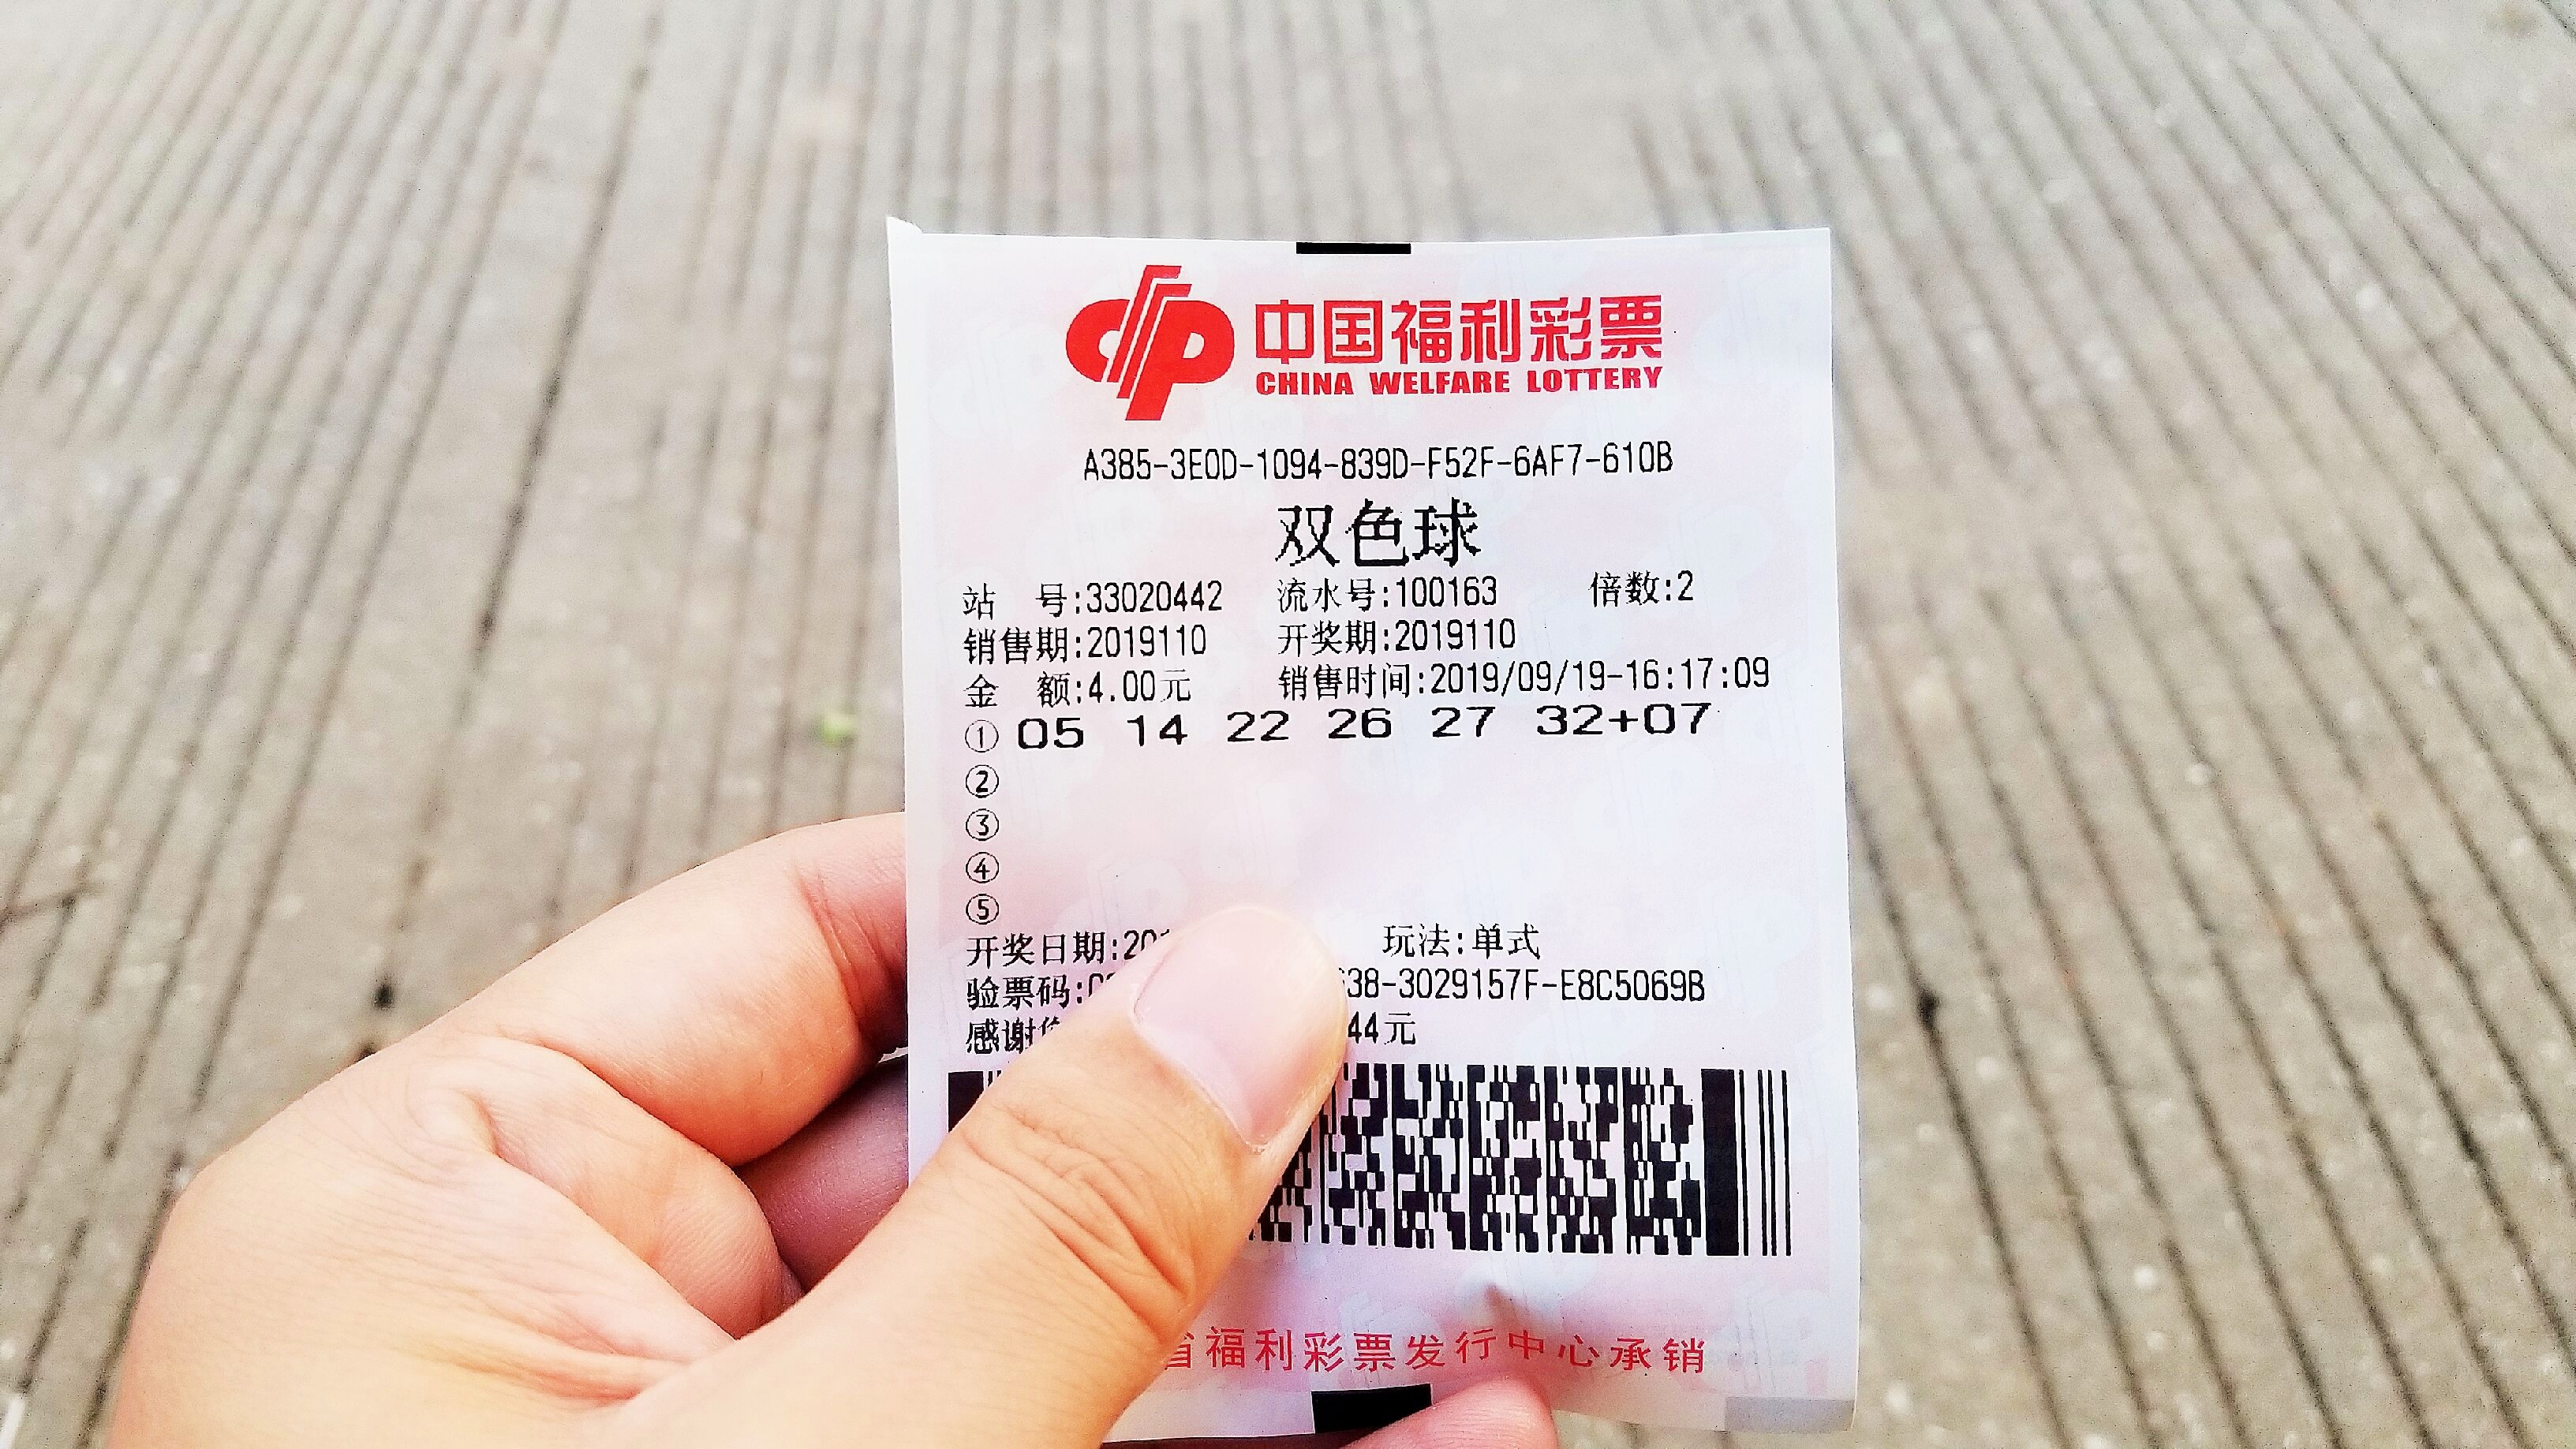 中国福利彩票
CHINA WELFARE LOTTERY
A385-3E0D-1094-839D-F52F-6AF7-610B
双色球
站 号:33020442 流水号:100163 倍数:2
销售期:2019110 开奖期:2019110
金 额:4.00元 销售时间:2019/09/19-16:17:09
① 05 14 22 26 27 32+07
②
③
④
⑤
开奖日期:20 玩法:单式
验票码: 38-3029157F-E8C5069B
感谢 44元
省福利彩票发行中心承销